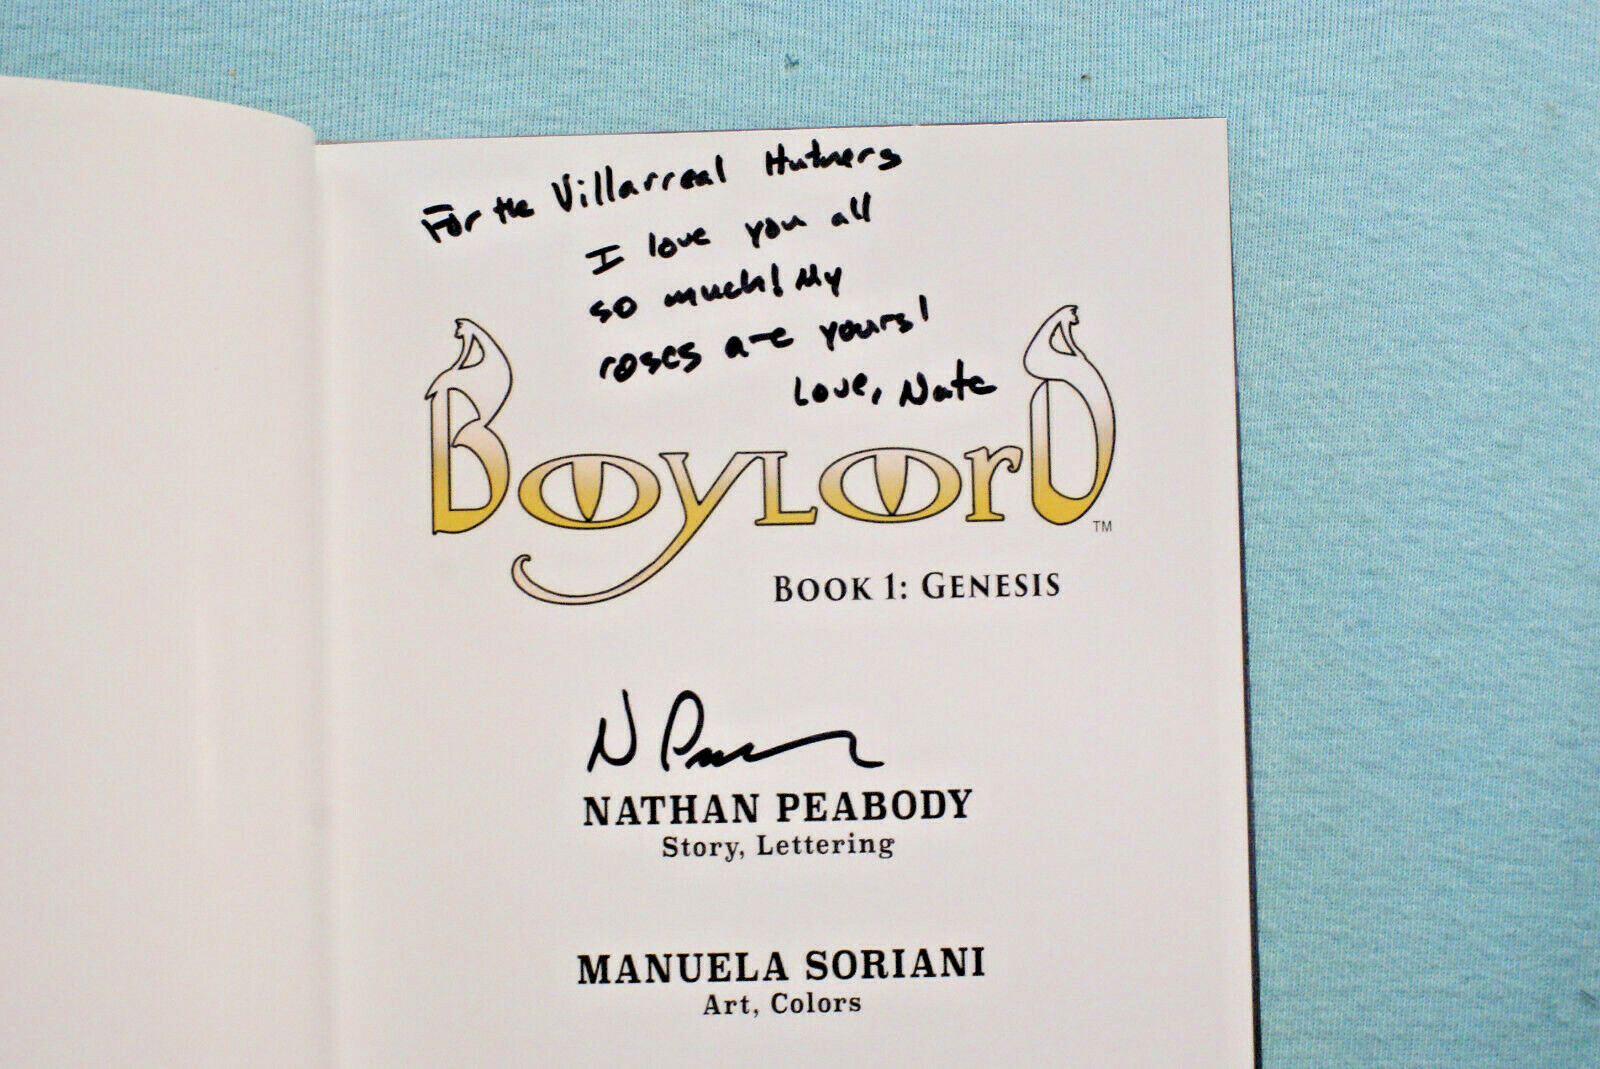 For the Villarreal Hutners
I love you all
so much! My
roses are yours!
Love, Nate
BOYLORD
TM
BOOK 1: GENESIS
N P
NATHAN PEABODY
Story, Lettering
MANUELA SORIANI
Art, Colors